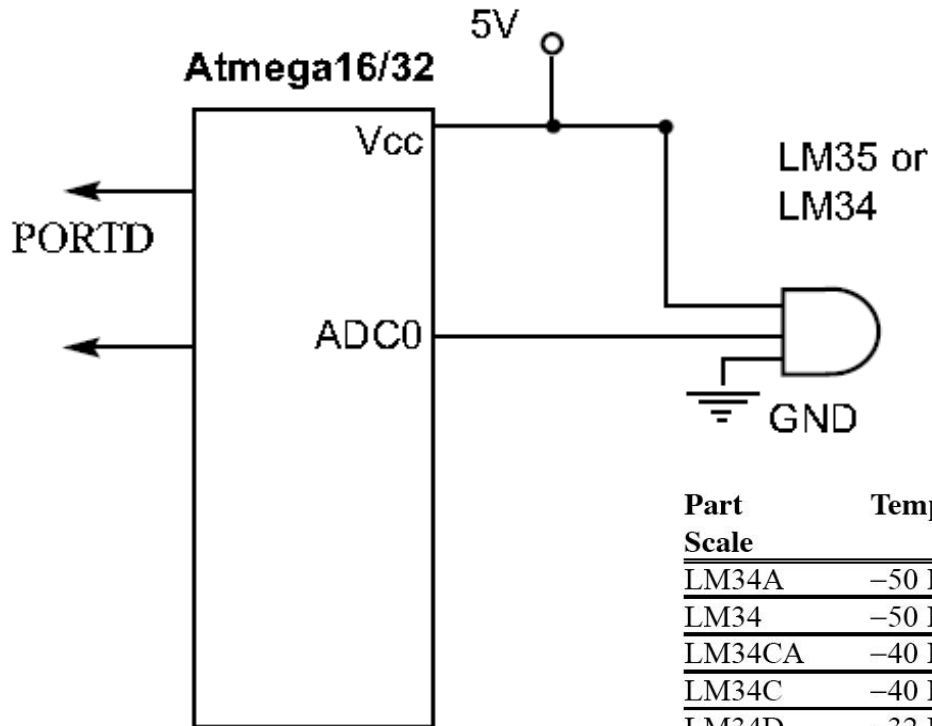 5V
Atmega16/32
Vcc
LM35 or
LM34
PORTD
ADC0
GND
Part
Scale
LM34A −50
LM34 −50
LM34CA −40
LM34C −40